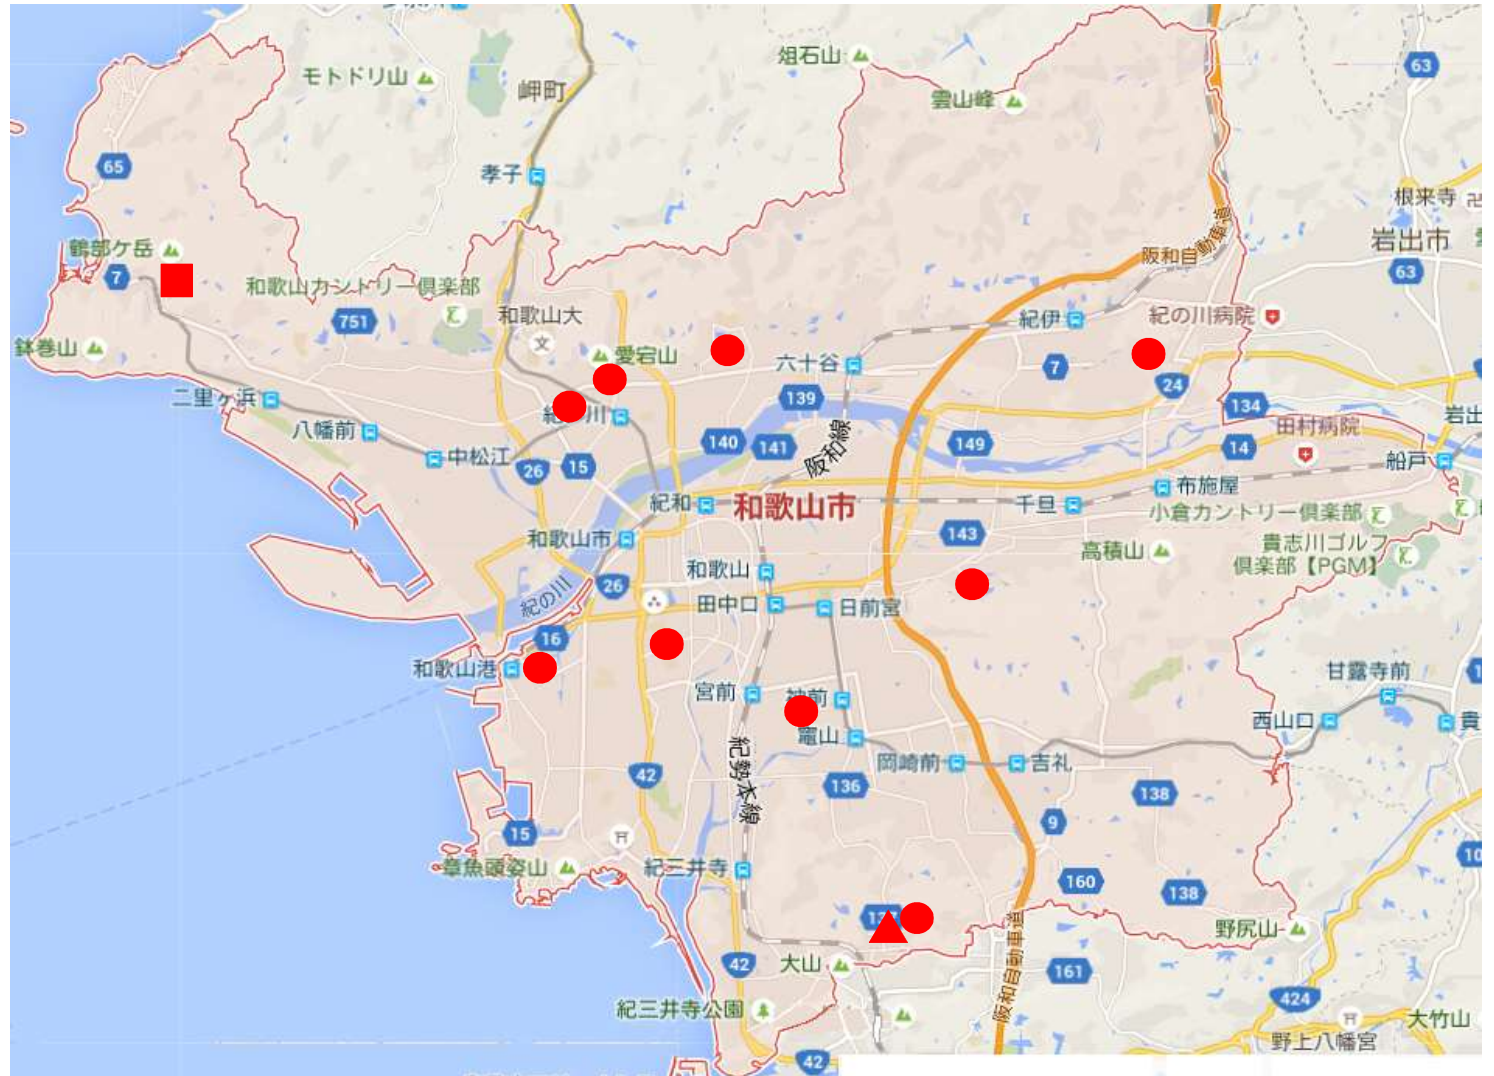 俎石山
モトドリ山
63
雲山峰
岬町
65
孝子
根来寺
岩出市
鶴部ケ岳
阪和自動車道
7
63
和歌山カントリー倶楽部
和歌山大
文
751
紀伊
紀の川病院
鉢巻山
愛宕山
六十谷
7
24
二里ヶ浜
139
134
岩出
八幡前
田村病院
140
141
阪和線
149
14
中松江
26
15
船戸
布施屋
紀和
和歌山市
千旦
小倉カントリー倶楽部
143
和歌山市
高積山
貴志川ゴルフ
倶楽部【PGM】
和歌山
26
紀の川
田中口
日前宮
16
和歌山港
甘露寺前
宮前
西山口
貴
竈山
紀勢本線
岡崎前
吉礼
42
136
138
9
15
章魚頭姿山
紀三井寺
160
138
10
野尻山
42
大山
161
阪和自動車道
424
紀三井寺公園
大竹山
野上八幡宮
42